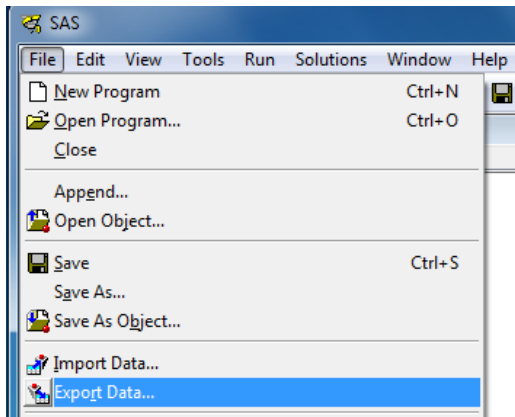 SAS
File Edit View Tools Run Solutions Window Help
New Program Ctrl+N
Open Program... Ctrl+O
Close
Append...
Open Object...
Save Ctrl+S
Save As...
Save As Object...
Import Data...
Export Data...